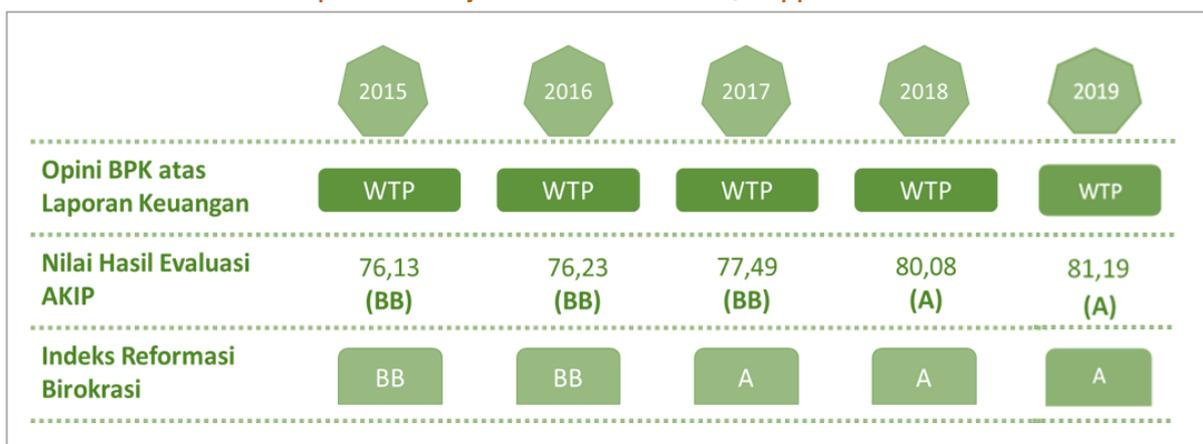 2015 2016 2017 2018 2019
Opini BPK atas
Laporan Keuangan
WTP WTP WTP WTP WTP
Nilai Hasil Evaluasi
AKIP
76,13 76,23 77,49 80,08 81,19
(BB) (BB) (BB) (A) (A)
Indeks Reformasi
Birokrasi
BB BB A A A